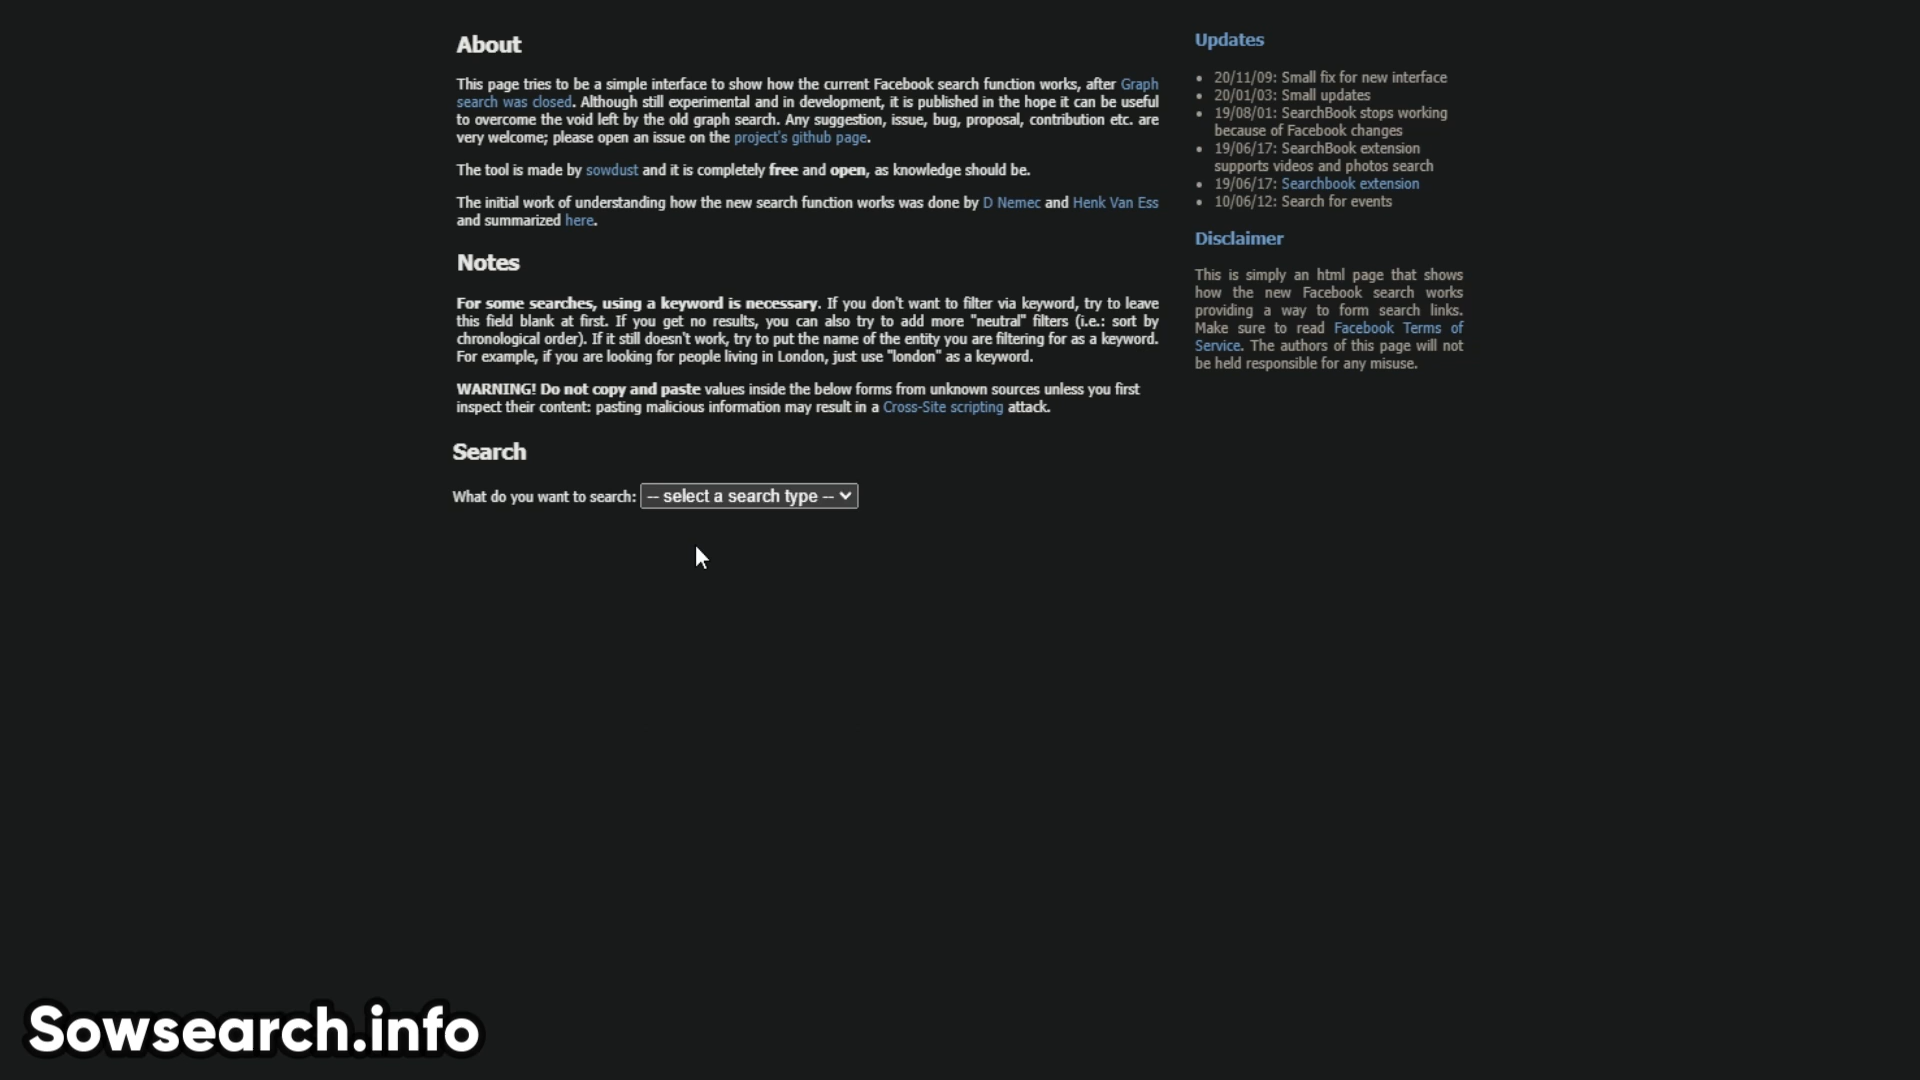 About
This page tries to be a simple interface to show how the current Facebook search function works, after Graph
search was closed. Although still experimental and in development, it is published in the hope it can be useful
to overcome the void left by the old graph search. Any suggestion, issue, bug, proposal, contribution etc. are
very welcome; please open an issue on the project's github page.
The tool is made by sowdust and it is completely free and open, as knowledge should be.
The initial work of understanding how the new search function works was done by D Nemec and Henk Van Ess
and summarized here.
Notes
For some searches, using a keyword is necessary. If you don't want to filter via keyword, try to leave
this field blank at first. If you get no results, you can also try to add more "neutral" filters (i.e.: sort by
chronological order). If it still doesn't work, try to put the name of the entity you are filtering for as a keyword.
For example, if you are looking for people living in London, just use "london" as a keyword.
WARNING! Do not copy and paste values inside the below forms from unknown sources unless you first
inspect their content: pasting malicious information may result in a Cross-Site scripting attack.
Search
What do you want to search: -- select a search type --
Updates
20/11/09: Small fix for new interface
20/01/03: Small updates
19/08/01: SearchBook stops working
because of Facebook changes
19/06/17: SearchBook extension
supports videos and photos search
19/06/17: Searchbook extension
10/06/12: Search for events
Disclaimer
This is simply an html page that shows
how the new Facebook search works
providing a way to form search links.
Make sure to read Facebook Terms of
Service. The authors of this page will not
be held responsible for any misuse.
Sowsearch.info